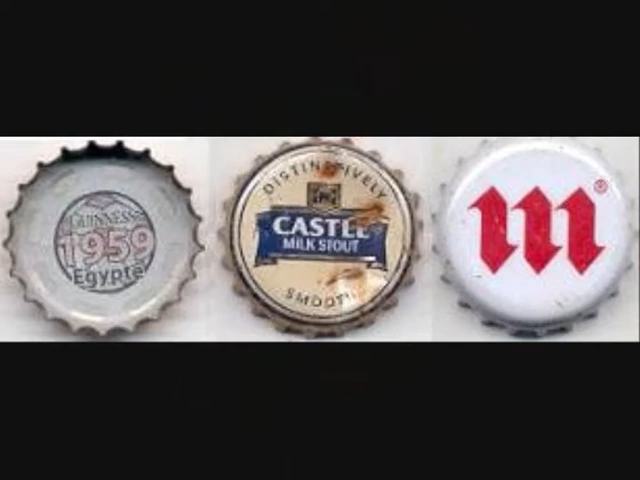 GUINNESS
1959
Egypte
DISTINCTIVELY
CASTLE
MILK STOUT
SMOOTH
m®